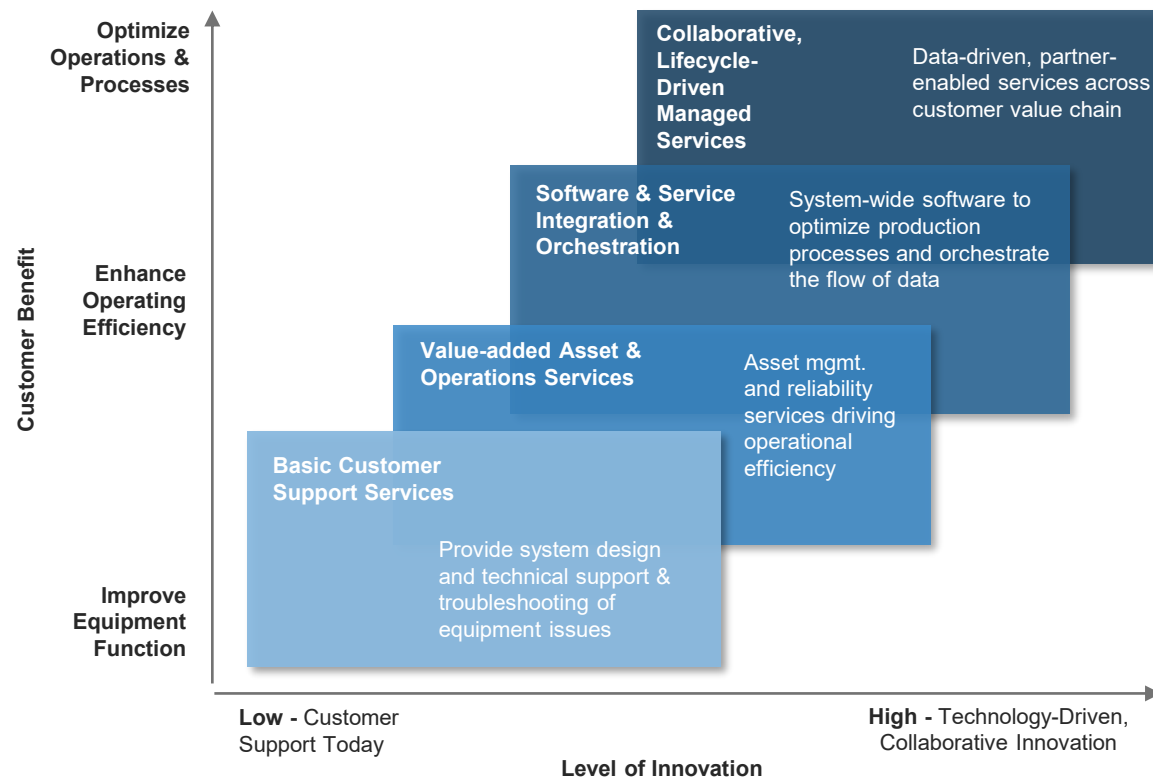 Optimize
Operations &
Processes
Customer Benefit
Enhance
Operating
Efficiency
Improve
Equipment
Function
Collaborative,
Lifecycle-
Driven
Managed
Services
Data-driven, partner-
enabled services across
customer value chain
Software & Service
Integration &
Orchestration
System-wide software to
optimize production
processes and orchestrate
the flow of data
Value-added Asset &
Operations Services
Asset mgmt.
and reliability
services driving
operational
efficiency
Basic Customer
Support Services
Provide system design
and technical support &
troubleshooting of
equipment issues
Low - Customer
Support Today
High - Technology-Driven,
Collaborative Innovation
Level of Innovation